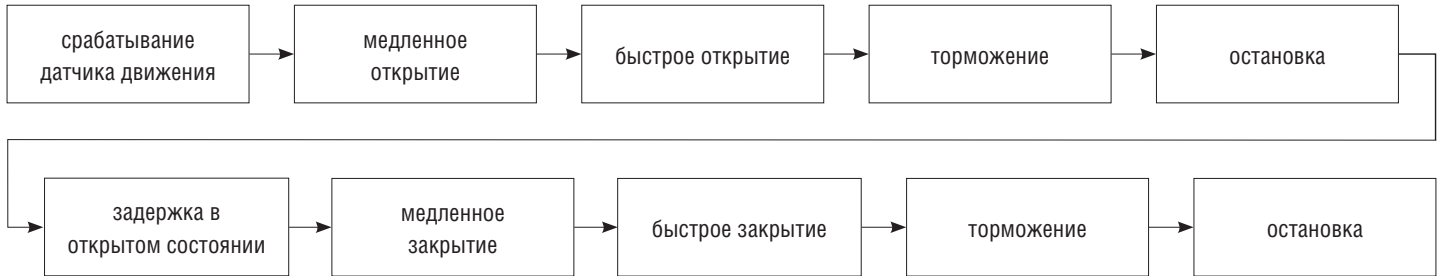 срабатывание
датчика движения
медленное
открытие
быстрое открытие
торможение
остановка
задержка в
открытом состоянии
медленное
закрытие
быстрое закрытие
торможение
остановка